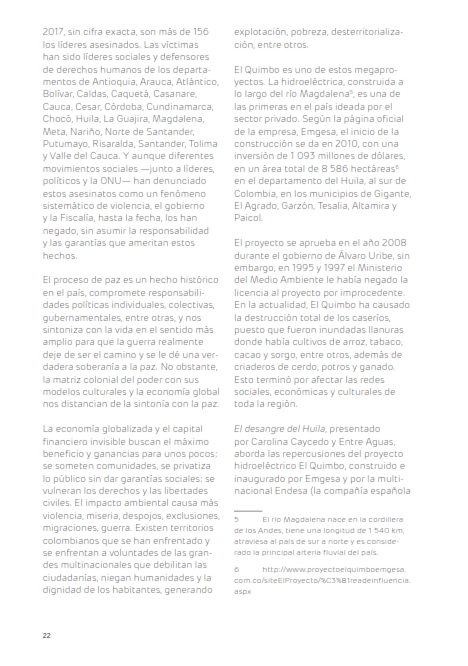 2017, sin cifra exacta, son más de 156
los líderes asesinados. Las víctimas
han sido líderes sociales y defensores
de derechos humanos de los departa-
mentos de Antioquia, Arauca, Atlántico,
Bolívar, Caldas, Caquetá, Casanare,
Cauca, Cesar, Córdoba, Cundinamarca,
Chocó, Huila, La Guajira, Magdalena,
Meta, Nariño, Norte de Santander,
Putumayo, Risaralda, Santander, Tolima
y Valle del Cauca. Y aunque diferentes
movimientos sociales —junto a líderes,
políticos y la ONU— han denunciado
estos asesinatos como un fenómeno
sistemático de violencia, el gobierno
y la Fiscalía, hasta la fecha, los han
negado, sin asumir la responsabilidad
y las garantías que ameritan estos
hechos.

El proceso de paz es un hecho histórico
en el país, compromete responsabili-
dades políticas individuales, colectivas,
gubernamentales, entre otras, y nos
sintoniza con la vida en el sentido más
amplio para que la guerra realmente
deje de ser el camino y se le dé una ver-
dadera soberanía a la paz. No obstante,
la matriz colonial del poder con sus
modelos culturales y la economía global
nos distancian de la sintonía con la paz.

La economía globalizada y el capital
financiero invisible buscan el máximo
beneficio y ganancias para unos pocos:
se someten comunidades, se privatiza
lo público sin dar garantías sociales; se
vulneran los derechos y las libertades
civiles. El impacto ambiental causa más
violencia, miseria, despojos, exclusiones,
migraciones, guerra. Existen territorios
colombianos que se han enfrentado y
se enfrentan a voluntades de las gran-
des multinacionales que debilitan las
ciudadanías, niegan humanidades y la
dignidad de los habitantes, generando
explotación, pobreza, desterritorializa-
ción, entre otros.

El Quimbo es uno de estos megapro-
yectos. La hidroeléctrica, construida a
lo largo del río Magdalena⁵, es una de
las primeras en el país ideada por el
sector privado. Según la página oficial
de la empresa, Emgesa, el inicio de la
construcción se da en 2010, con una
inversión de 1 093 millones de dólares,
en un área total de 8 586 hectáreas⁶
en el departamento del Huila, al sur de
Colombia, en los municipios de Gigante,
El Agrado, Garzón, Tesalia, Altamira y
Paicol.

El proyecto se aprueba en el año 2008
durante el gobierno de Álvaro Uribe, sin
embargo, en 1995 y 1997 el Ministerio
del Medio Ambiente le había negado la
licencia al proyecto por improcedente.
En la actualidad, El Quimbo ha causado
la destrucción total de los caseríos,
puesto que fueron inundadas llanuras
donde había cultivos de arroz, tabaco,
cacao y sorgo, entre otros, además de
criaderos de cerdo, potros y ganado.
Esto terminó por afectar las redes
sociales, económicas y culturales de
toda la región.

El desangre del Huila, presentado
por Carolina Caycedo y Entre Aguas,
aborda las repercusiones del proyecto
hidroeléctrico El Quimbo, construido e
inaugurado por Emgesa y por la multi-
nacional Endesa (la compañía española

5 El río Magdalena nace en la cordillera
de los Andes, tiene una longitud de 1 540 km,
atraviesa al país de sur a norte y es conside-
rado la principal arteria fluvial del país.

6 http://www.proyectoelquimboemgesa.
com.co/siteElProyecto/%C3%81readeinfluencia.
aspx

22